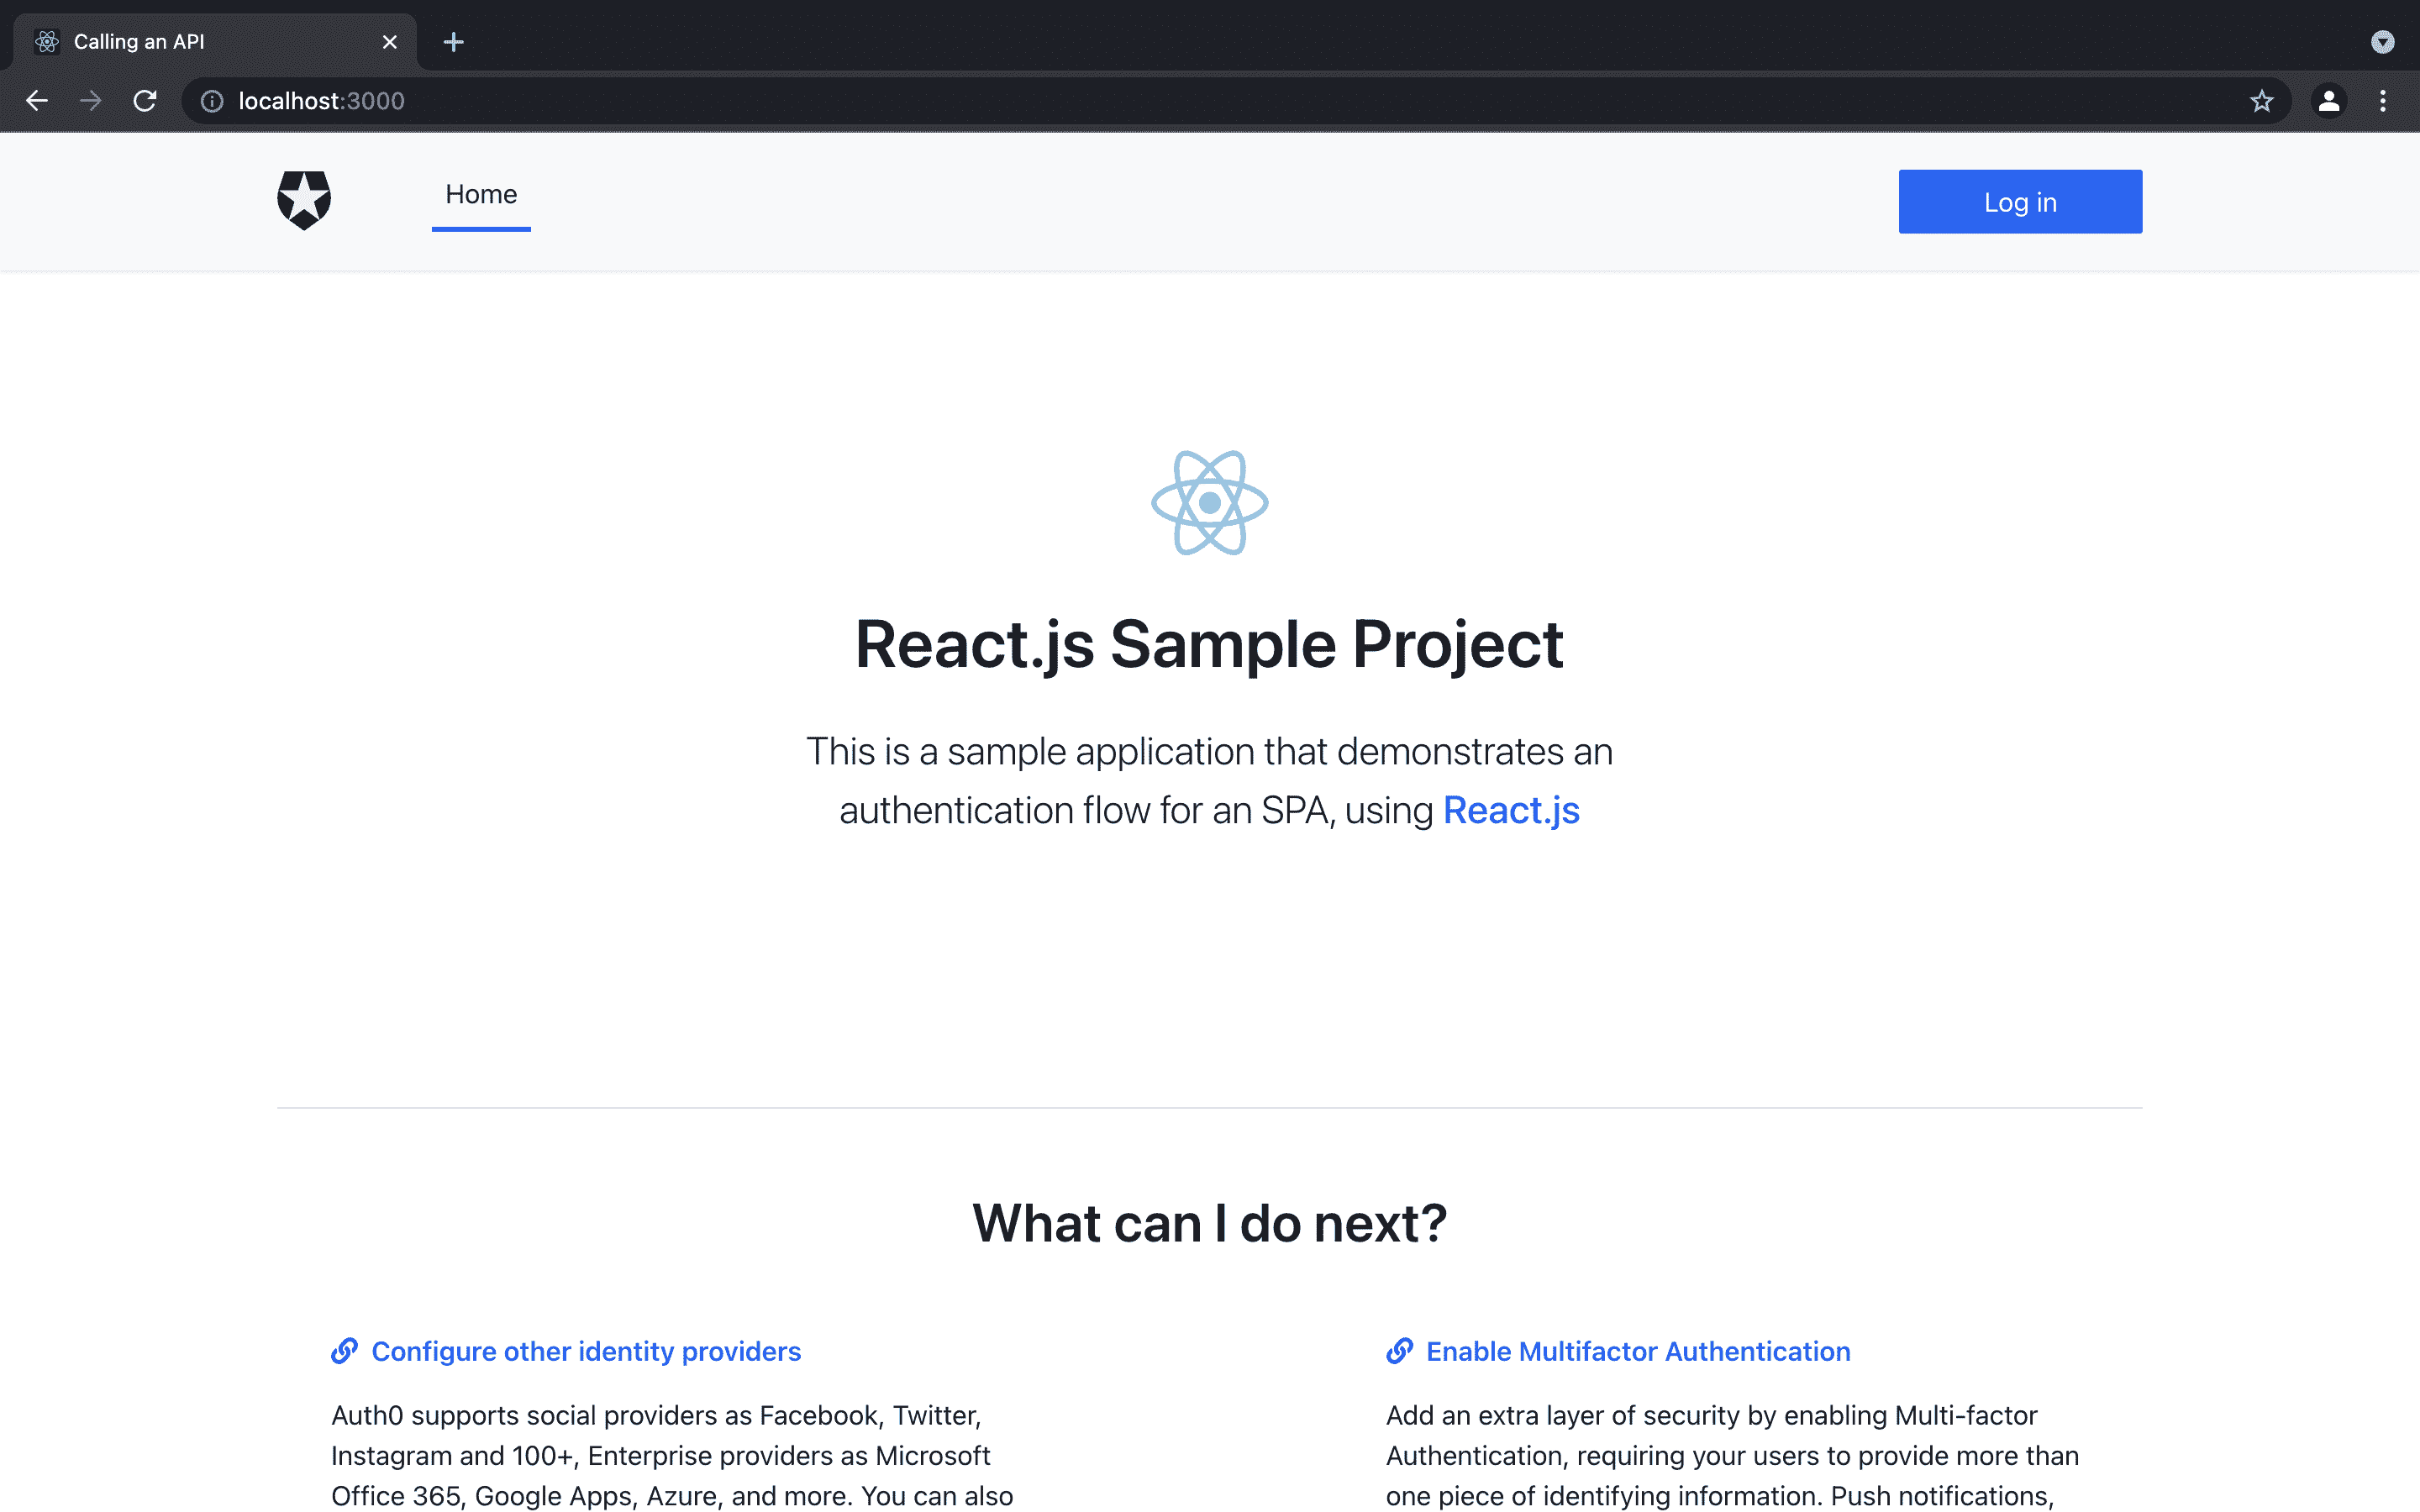 Calling an API
localhost:3000
Home
Log in
React.js Sample Project
This is a sample application that demonstrates an
authentication flow for an SPA, using React.js
What can I do next?
Configure other identity providers
Auth0 supports social providers as Facebook, Twitter,
Instagram and 100+, Enterprise providers as Microsoft
Office 365, Google Apps, Azure, and more. You can also
Enable Multifactor Authentication
Add an extra layer of security by enabling Multi-factor
Authentication, requiring your users to provide more than
one piece of identifying information. Push notifications,